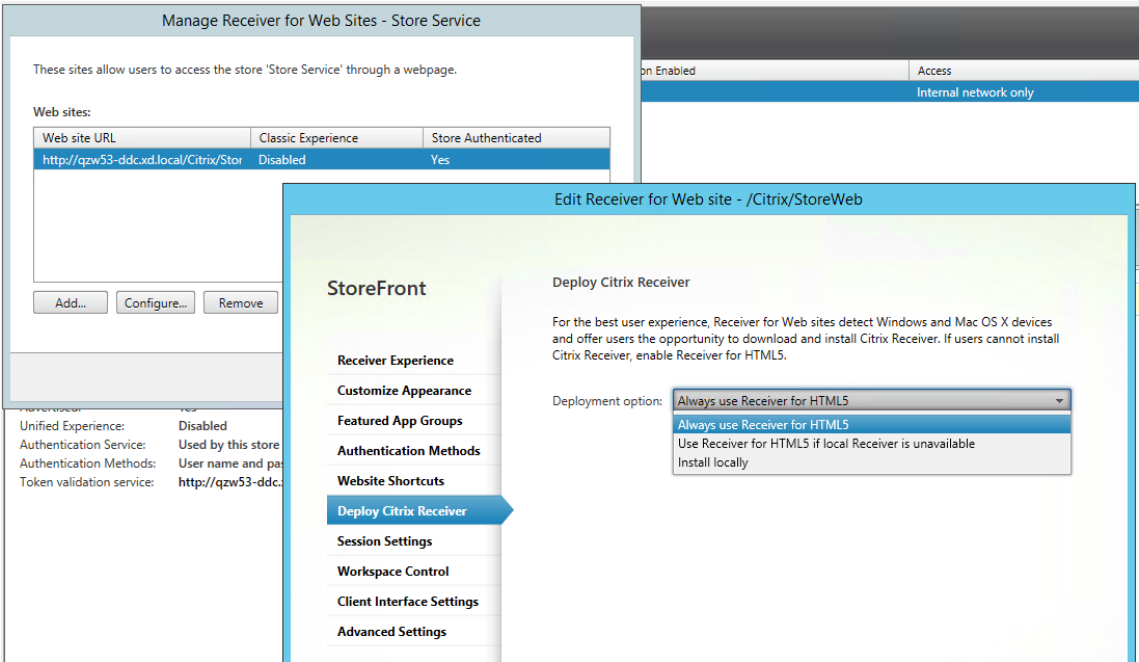 Manage Receiver for Web Sites - Store Service
These sites allow users to access the store 'Store Service' through a webpage.
Web sites:
Web site URL Classic Experience Store Authenticated
http://qzw53-ddc.xd.local/Citrix/Stor Disabled Yes
Add... Configure... Remove
on Enabled Access
Internal network only
Unified Experience: Disabled
Authentication Service: Used by this store
Authentication Methods: User name and pas
Token validation service: http://qzw53-ddc.
Edit Receiver for Web site - /Citrix/StoreWeb
StoreFront
Receiver Experience
Customize Appearance
Featured App Groups
Authentication Methods
Website Shortcuts
Deploy Citrix Receiver
Session Settings
Workspace Control
Client Interface Settings
Advanced Settings
Deploy Citrix Receiver
For the best user experience, Receiver for Web sites detect Windows and Mac OS X devices
and offer users the opportunity to download and install Citrix Receiver. If users cannot install
Citrix Receiver, enable Receiver for HTML5.
Deployment option: Always use Receiver for HTML5
Always use Receiver for HTML5
Use Receiver for HTML5 if local Receiver is unavailable
Install locally